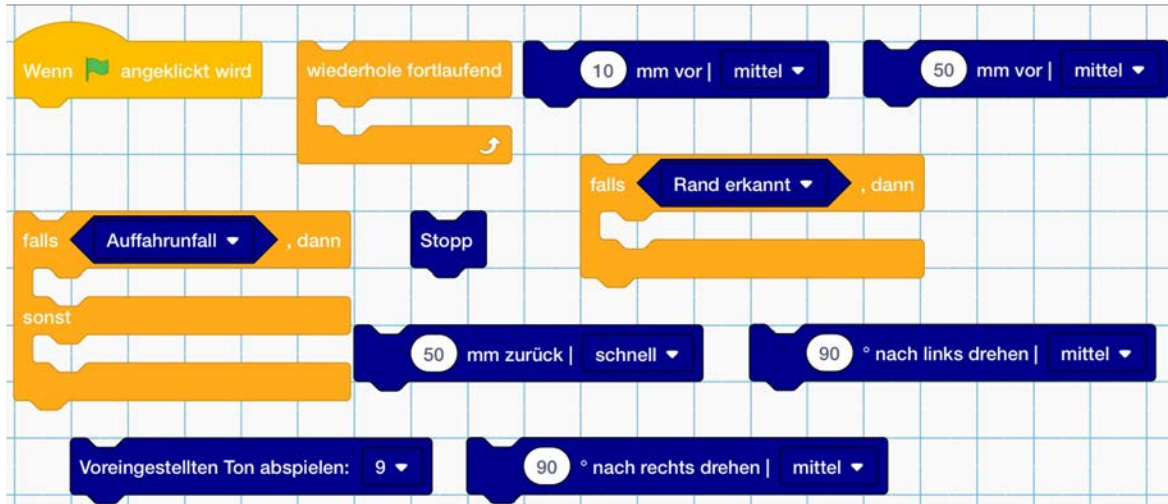 Wenn angeklickt wird
wiederhole fortlaufend
10 mm vor | mittel
50 mm vor | mittel
falls Rand erkannt , dann
falls Auffahrunfall , dann
Stopp
sonst
50 mm zurück | schnell
90 ° nach links drehen | mittel
Voreingestellten Ton abspielen: 9
90 ° nach rechts drehen | mittel